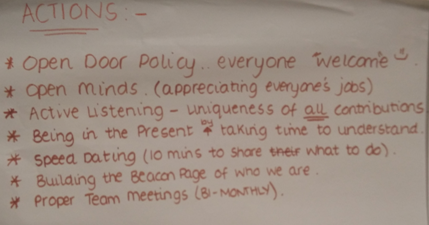 ACTIONS:-
* Open Door Policy.. everyone welcome
* Open minds. (appreciating everyone's jobs)
* Active Listening - uniqueness of all contributions
* Being in the Present by taking time to understand.
* Speed Dating (10 mins to share their what to do).
* Building the Beacon Page of who we are.
* Proper Team meetings (BI-MONTHLY).